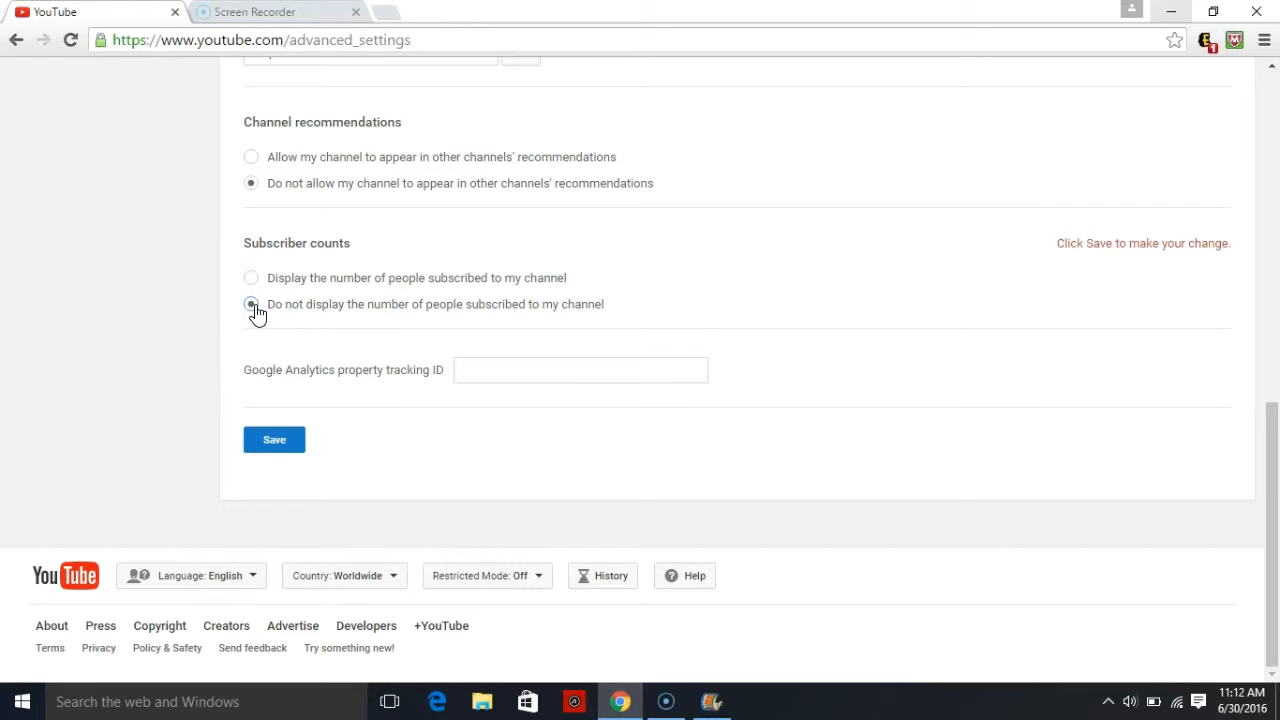 YouTube
Screen Recorder
https://www.youtube.com/advanced_settings
1
Channel recommendations
Allow my channel to appear in other channels' recommendations
Do not allow my channel to appear in other channels' recommendations
Subscriber counts
Click Save to make your change.
Display the number of people subscribed to my channel
Do not display the number of people subscribed to my channel
Google Analytics property tracking ID
Save
YouTube
Language: English
Country: Worldwide
Restricted Mode: Off
History
Help
About Press Copyright Creators Advertise Developers +YouTube
Terms Privacy Policy & Safety Send feedback Try something new!
Search the web and Windows
11:12 AM
6/30/2016